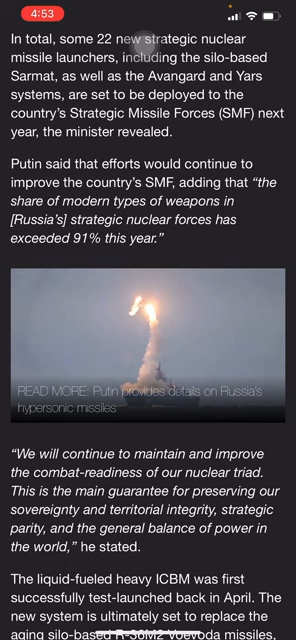 4:53
In total, some 22 new strategic nuclear
missile launchers, including the silo-based
Sarmat, as well as the Avangard and Yars
systems, are set to be deployed to the
country's Strategic Missile Forces (SMF) next
year, the minister revealed.
Putin said that efforts would continue to
improve the country's SMF, adding that “the
share of modern types of weapons in
[Russia's] strategic nuclear forces has
exceeded 91% this year.”
READ MORE: Putin provides details on Russia's
hypersonic missiles
“We will continue to maintain and improve
the combat-readiness of our nuclear triad.
This is the main guarantee for preserving our
sovereignty and territorial integrity, strategic
parity, and the general balance of power in
the world,” he stated.
The liquid-fueled heavy ICBM was first
successfully test-launched back in April. The
new system is ultimately set to replace the
aging silo-based R-36M2 Voevoda missiles,